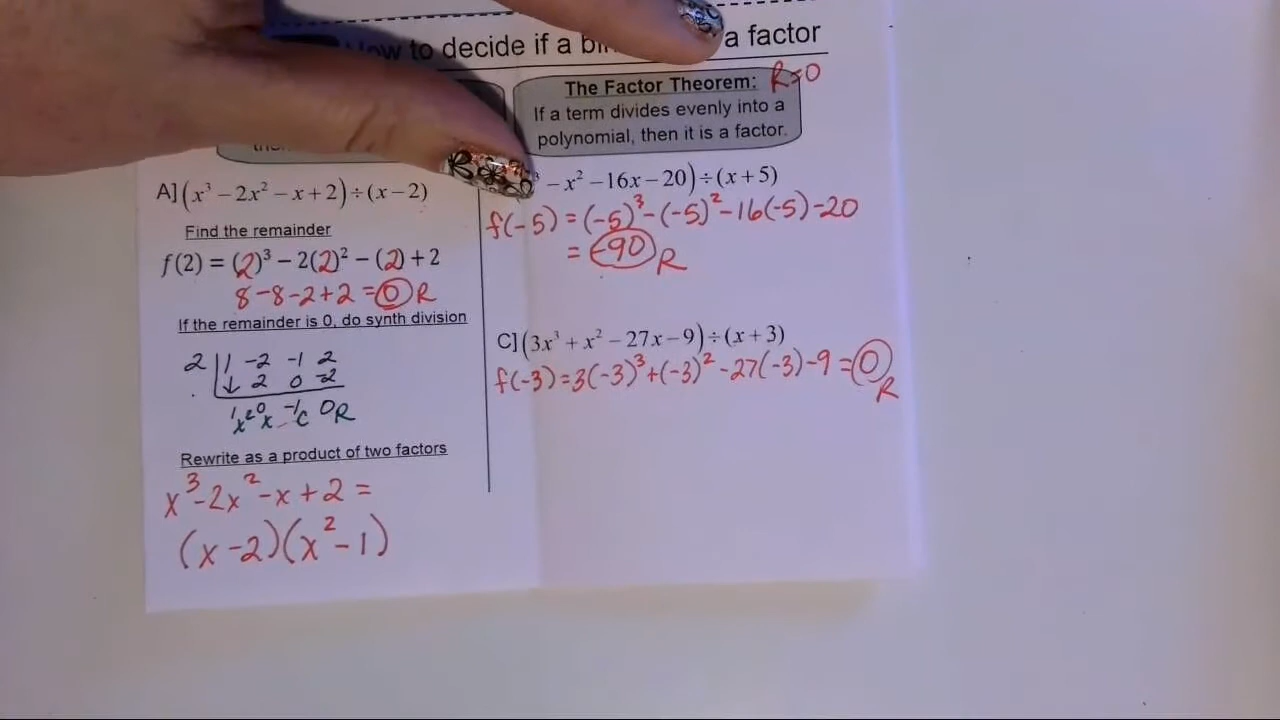 to decide if a a factor
The Factor Theorem: R=0
If a term divides evenly into a
polynomial, then it is a factor.
A] (x³ − 2x² − x + 2) ÷ (x − 2)
Find the remainder
f(2) = (2)³ − 2(2)² − (2) + 2
8 − 8 − 2 + 2 = 0 R
If the remainder is 0, do synth division
2 | 1 -2 -1 2
↓ 2 0 -2
1x² 0x -1c 0R
Rewrite as a product of two factors
x³ − 2x² − x + 2 =
(x − 2)(x² − 1)
− x² − 16x − 20) ÷ (x + 5)
f(-5) = (-5)³ − (-5)² − 16(-5) − 20
= -90 R
C] (3x³ + x² − 27x − 9) ÷ (x + 3)
f(-3) = 3(-3)³ + (-3)² − 27(-3) − 9 = 0
R